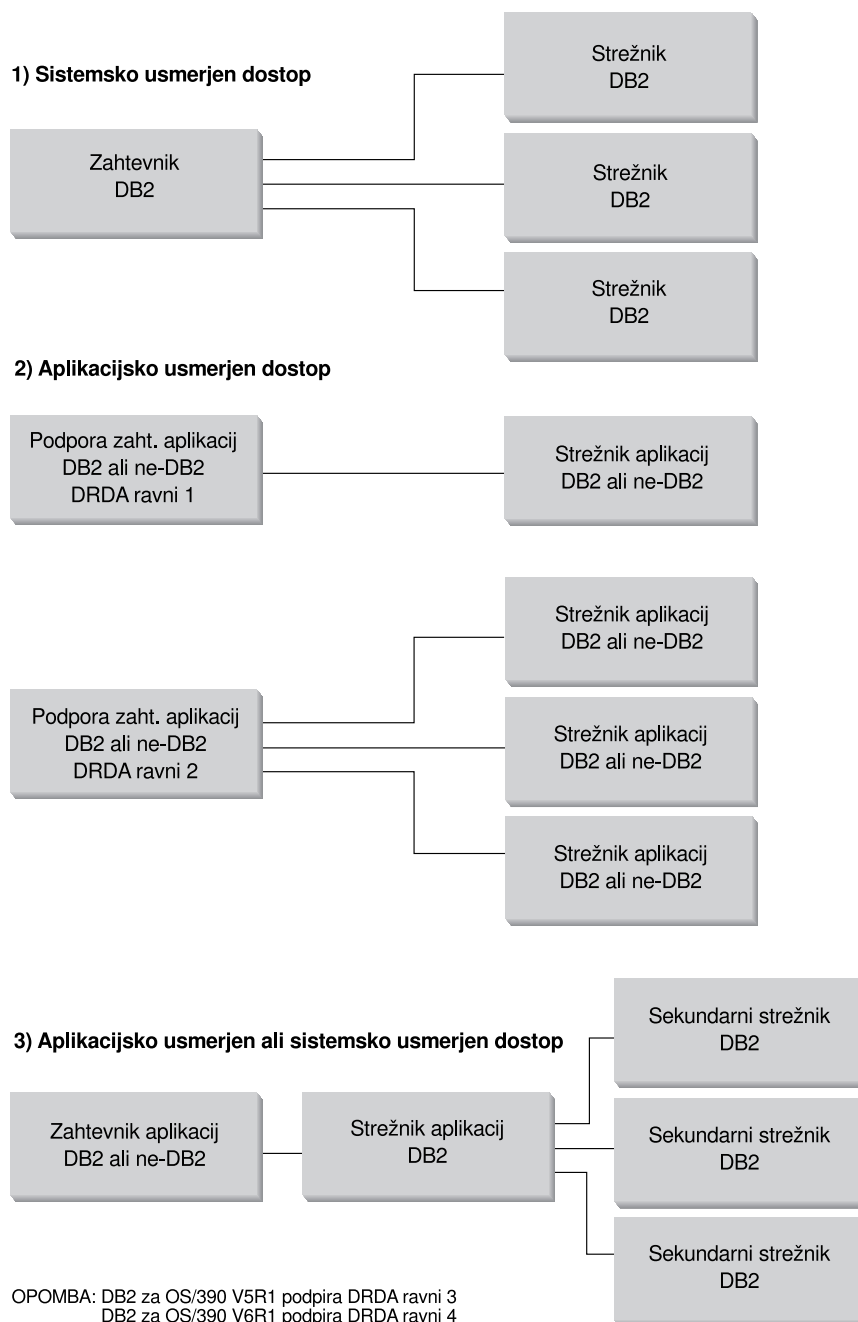 1) Sistemsko usmerjen dostop
Zahtevnik
DB2
Strežnik
DB2
Strežnik
DB2
Strežnik
DB2
2) Aplikacijsko usmerjen dostop
Podpora zaht. aplikacij
DB2 ali ne-DB2
DRDA ravni 1
Strežnik aplikacij
DB2 ali ne-DB2
Podpora zaht. aplikacij
DB2 ali ne-DB2
DRDA ravni 2
Strežnik aplikacij
DB2 ali ne-DB2
Strežnik aplikacij
DB2 ali ne-DB2
Strežnik aplikacij
DB2 ali ne-DB2
3) Aplikacijsko usmerjen ali sistemsko usmerjen dostop
Zahtevnik aplikacij
DB2 ali ne-DB2
Strežnik aplikacij
DB2
Sekundarni strežnik
DB2
Sekundarni strežnik
DB2
Sekundarni strežnik
DB2
OPOMBA: DB2 za OS/390 V5R1 podpira DRDA ravni 3
DB2 za OS/390 V6R1 podpira DRDA ravni 4